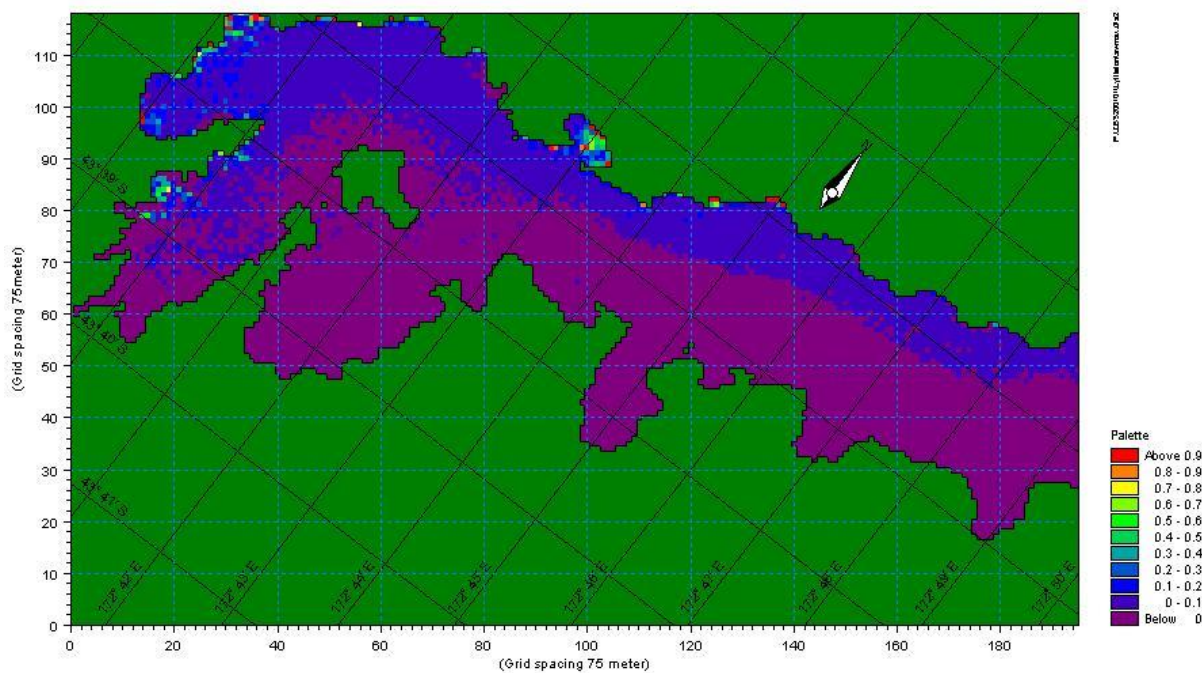 110
100
90
80
70
60
50
40
30
20
10
0
(Grid spacing 75 meter)
43°39' S
43°40' S
43°41' S
172° 42' E
172° 43' E
172° 44' E
172° 45' E
172° 46' E
172° 47' E
172° 48' E
172° 49' E
172° 50' E
0 20 40 60 80 100 120 140 160 180
(Grid spacing 75 meter)
Palette
Above 0.9
0.8 - 0.9
0.7 - 0.8
0.6 - 0.7
0.5 - 0.6
0.4 - 0.5
0.3 - 0.4
0.2 - 0.3
0.1 - 0.2
0 - 0.1
Below 0